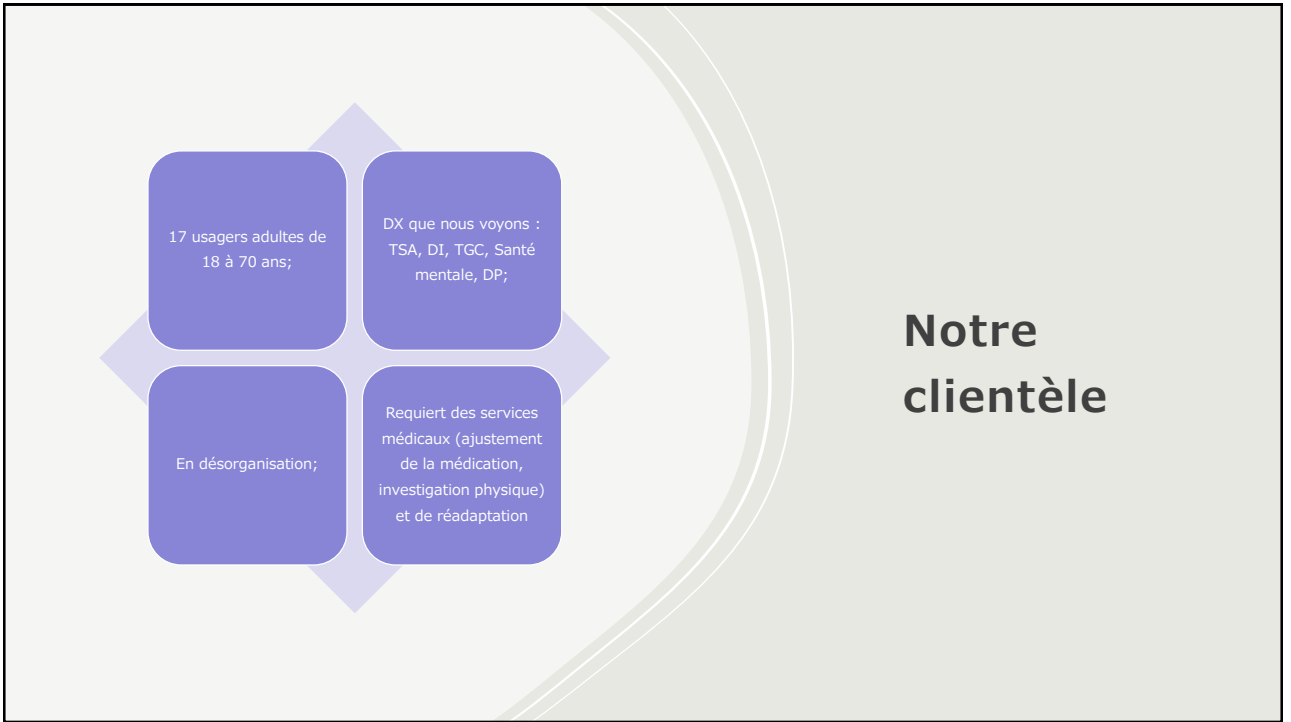 17 usagers adultes de
18 à 70 ans;
DX que nous voyons :
TSA, DI, TGC, Santé
mentale, DP;
En désorganisation;
Requiert des services
médicaux (ajustement
de la médication,
investigation physique)
et de réadaptation
Notre
clientèle